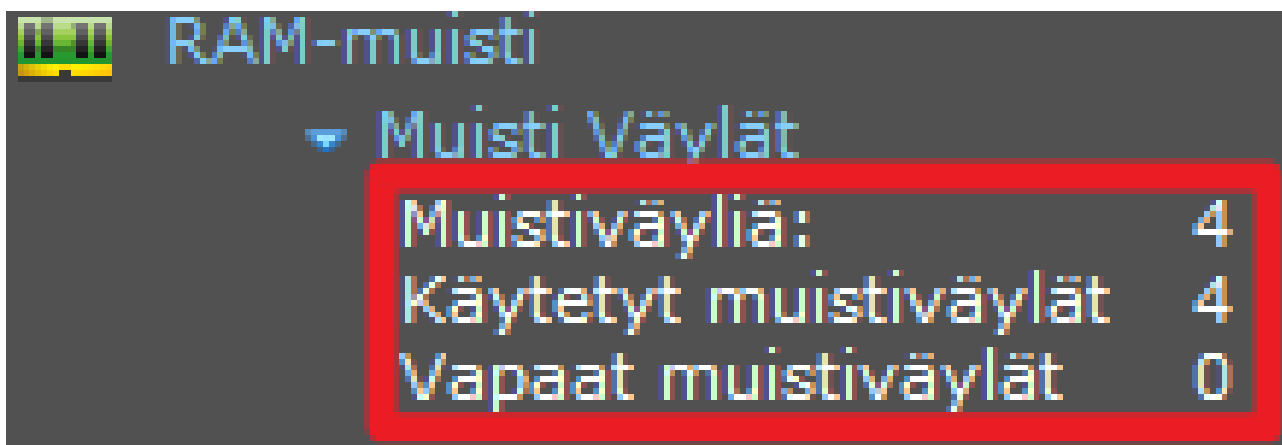 RAM-muisti
Muisti Väylät
Muistiväyliä: 4
Käytetyt muistiväylät 4
Vapaat muistiväylät 0